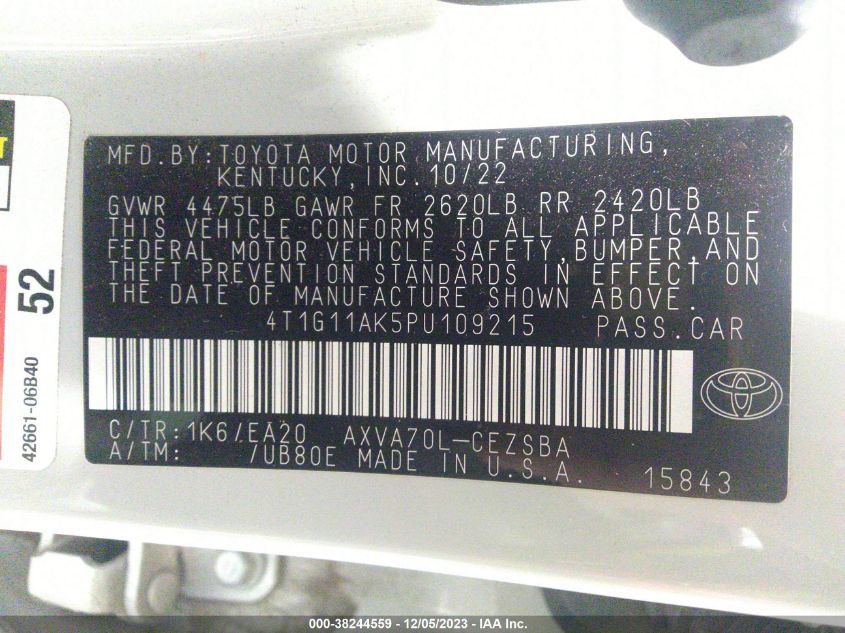 MFD.BY:TOYOTA MOTOR MANUFACTURING,
KENTUCKY,INC.10/22
GVWR 4475LB GAWR FR 2620LB RR 2420LB
THIS VEHICLE CONFORMS TO ALL APPLICABLE
FEDERAL MOTOR VEHICLE SAFETY,BUMPER,AND
THEFT PREVENTION STANDARDS IN EFFECT ON
THE DATE OF MANUFACTURE SHOWN ABOVE.
4T1G11AK5PU109215 PASS.CAR
C/TR:1K6/EA20 AXVA70L-CEZSBA
A/TM: /UB80E MADE IN U.S.A.
15843
52
42661-06B40
000-38244559 - 12/05/2023 - IAA Inc.